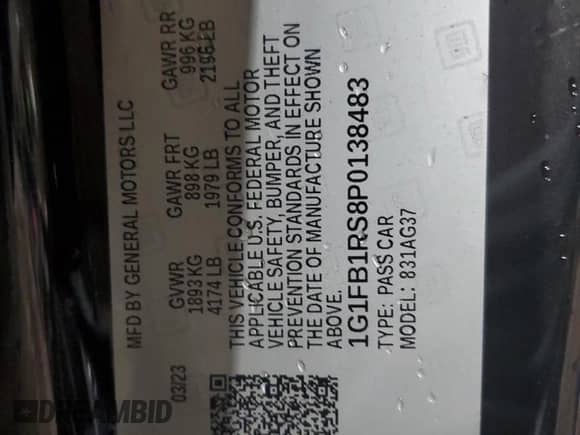 MFD BY GENERAL MOTORS LLC
03/23
GVWR GAWR FRT GAWR RR
1893 KG 898 KG 996 KG
4174 LB 1979 LB 2196 LB
THIS VEHICLE CONFORMS TO ALL
APPLICABLE U.S. FEDERAL MOTOR
VEHICLE SAFETY, BUMPER, AND THEFT
PREVENTION STANDARDS IN EFFECT ON
THE DATE OF MANUFACTURE SHOWN
ABOVE.
1G1FB1RS8P0138483
TYPE: PASS CAR
MODEL: 831AG37
DREAMBID